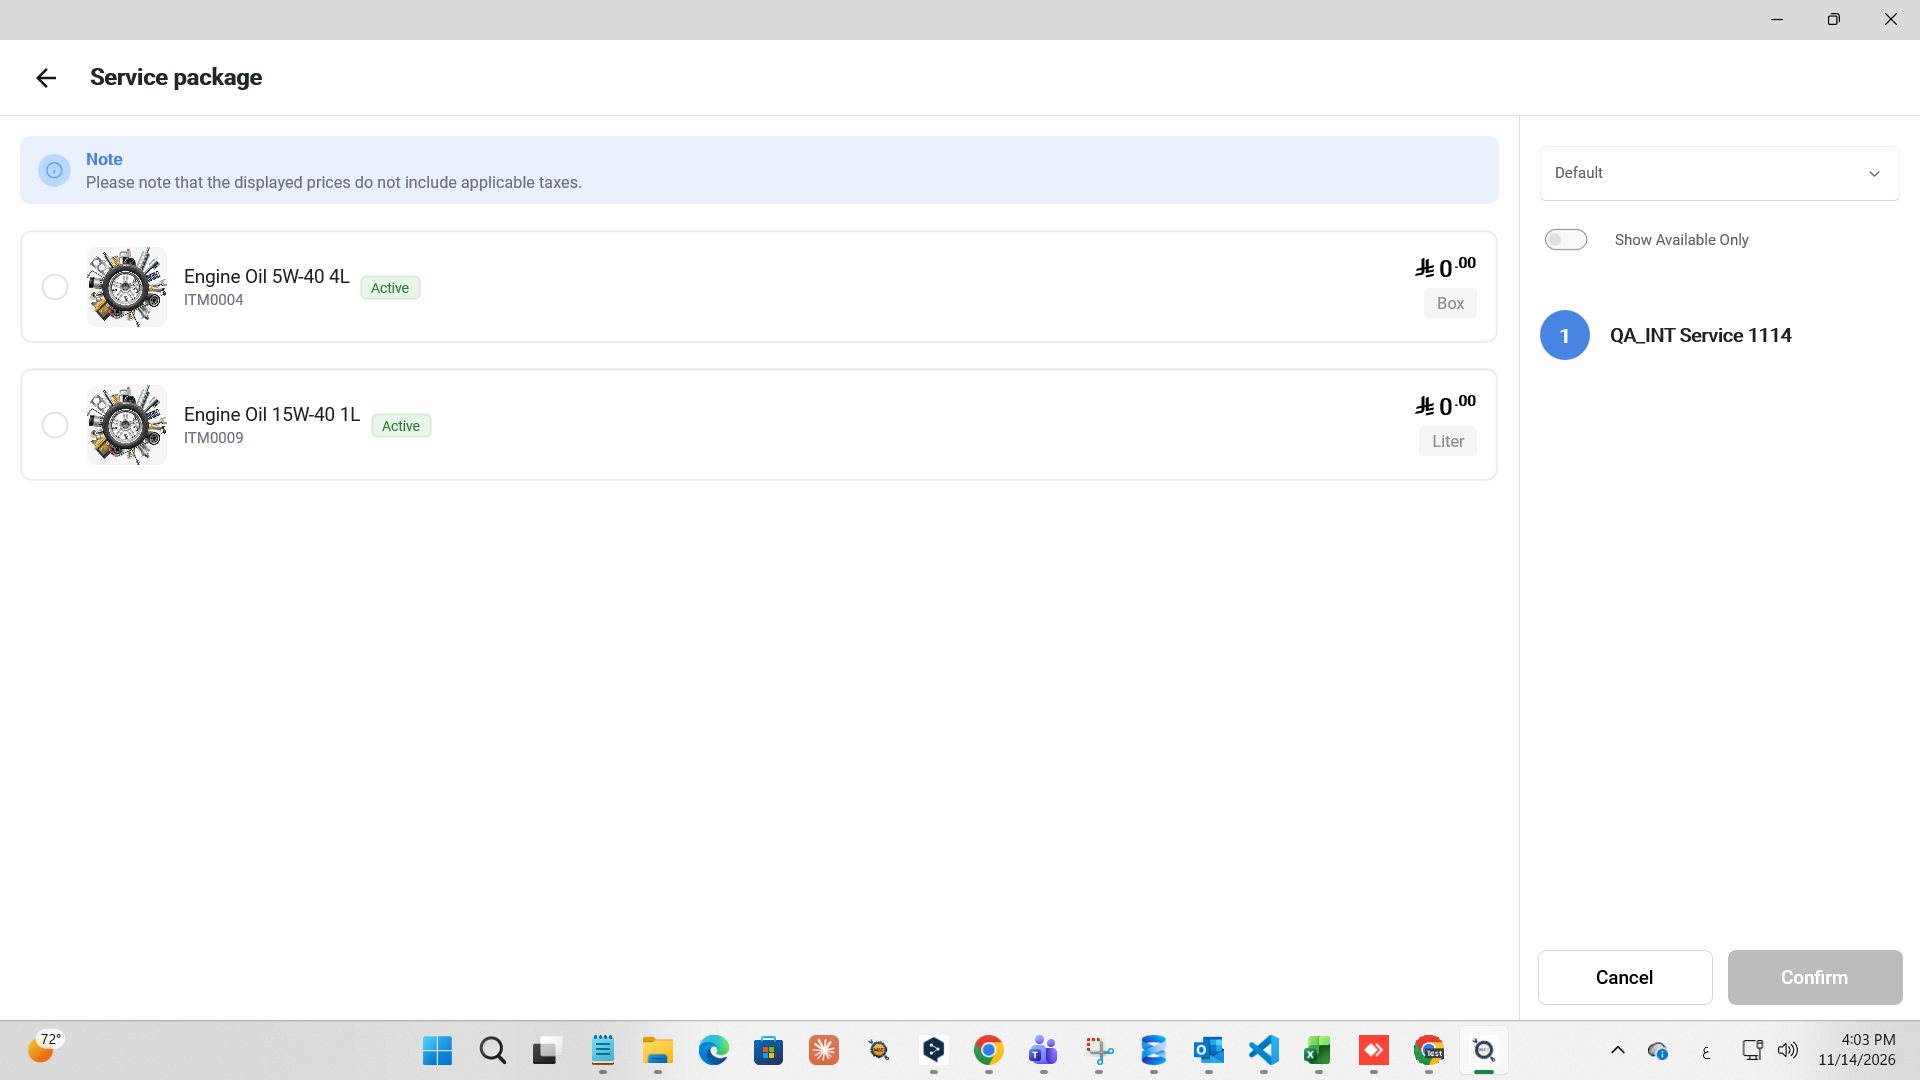 Service package
Note
Please note that the displayed prices do not include applicable taxes.
Engine Oil 5W-40 4L
Active
ITM0004
0.00
Box
Engine Oil 15W-40 1L
Active
ITM0009
0.00
Liter
Default
Show Available Only
1
QA_INT Service 1114
Cancel
Confirm
72°
Test
ع
4:03 PM
11/14/2026